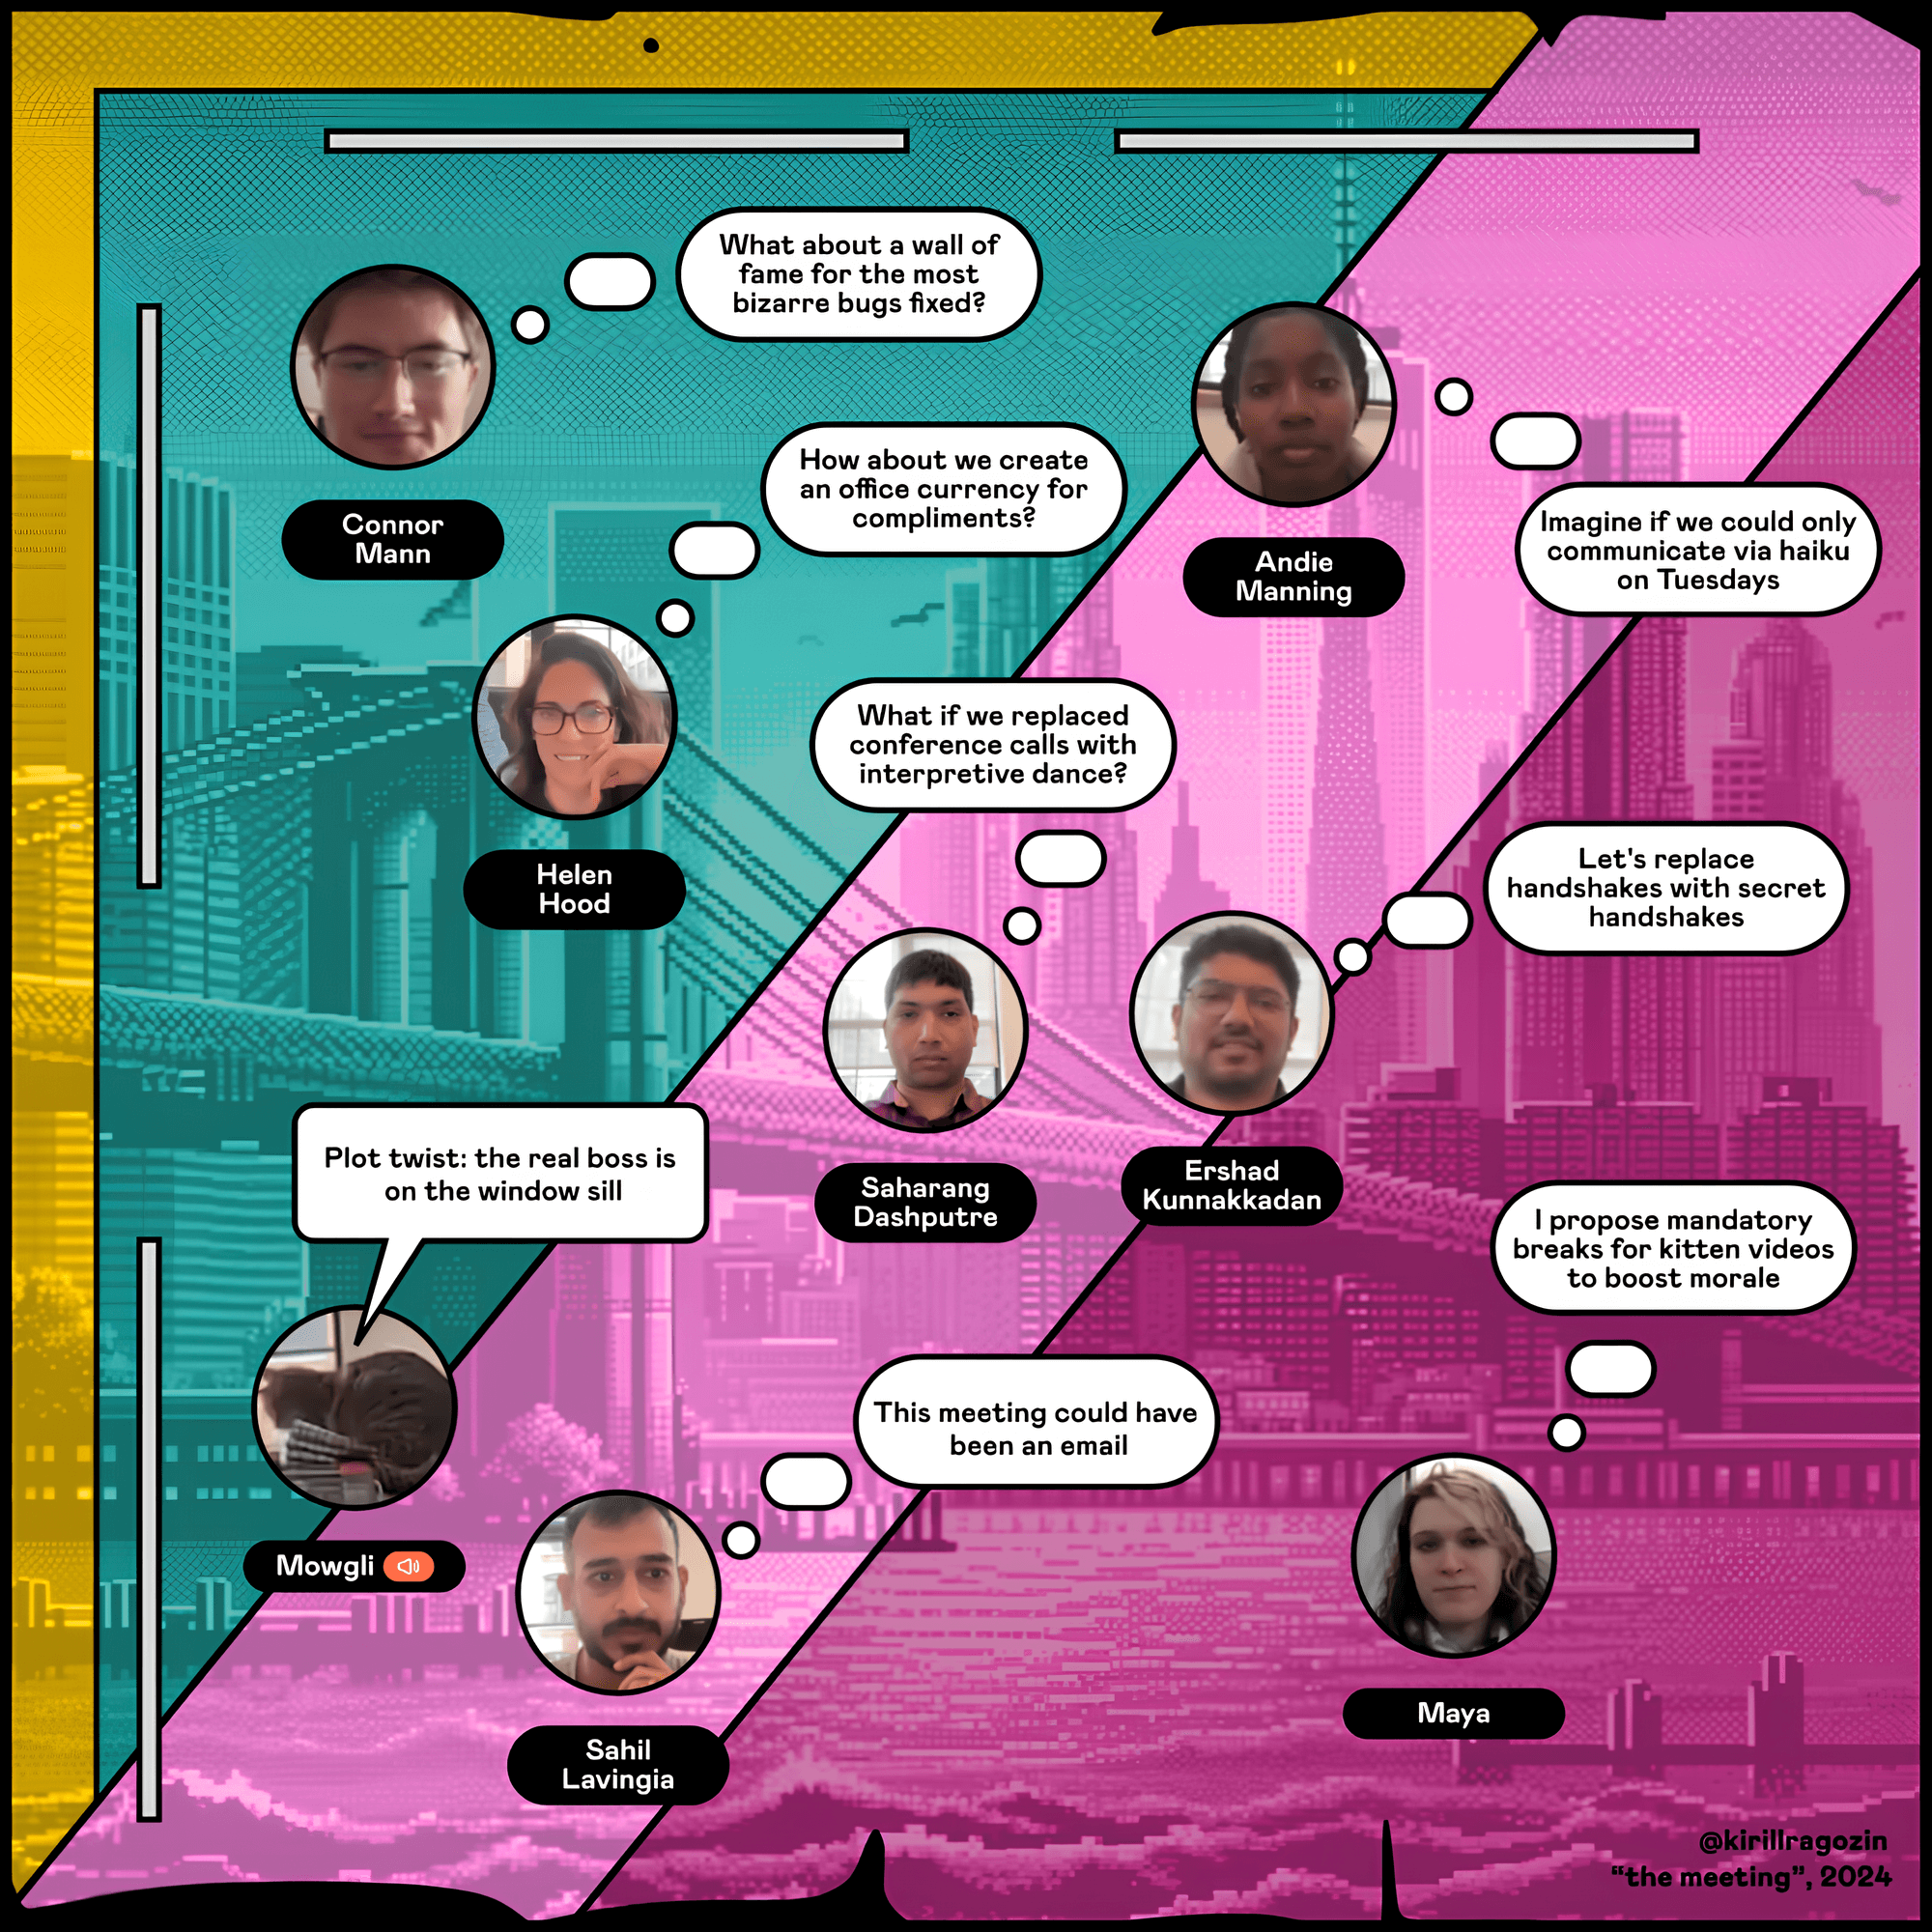 What about a wall of
fame for the most
bizarre bugs fixed?
Connor
Mann
How about we create
an office currency for
compliments?
Helen
Hood
Andie
Manning
Imagine if we could only
communicate via haiku
on Tuesdays
What if we replaced
conference calls with
interpretive dance?
Saharang
Dashputre
Let's replace
handshakes with secret
handshakes
Ershad
Kunnakkadan
Plot twist: the real boss is
on the window sill
Mowgli
This meeting could have
been an email
Sahil
Lavingia
I propose mandatory
breaks for kitten videos
to boost morale
Maya
@kirillragozin
“the meeting”, 2024